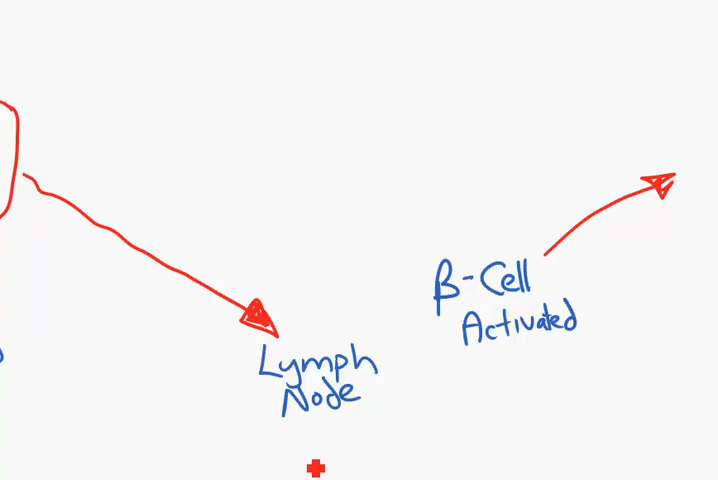 β-Cell
Activated
Lymph
Node